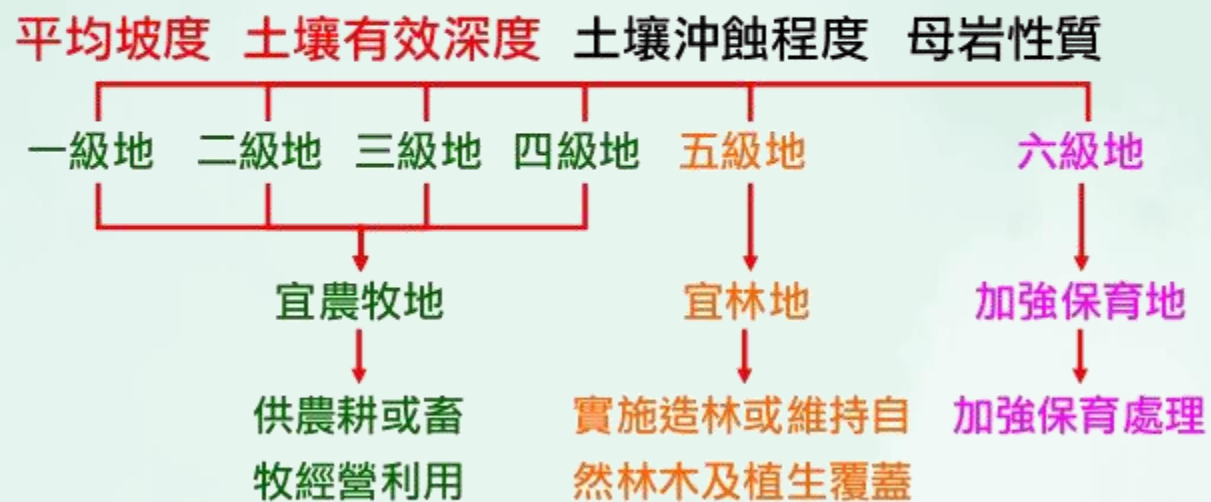 平均坡度 土壤有效深度 土壤沖蝕程度 母岩性質
一級地 二級地 三級地 四級地 五級地 六級地
宜農牧地 宜林地 加強保育地
供農耕或畜
牧經營利用
實施造林或維持自
然林木及植生覆蓋
加強保育處理